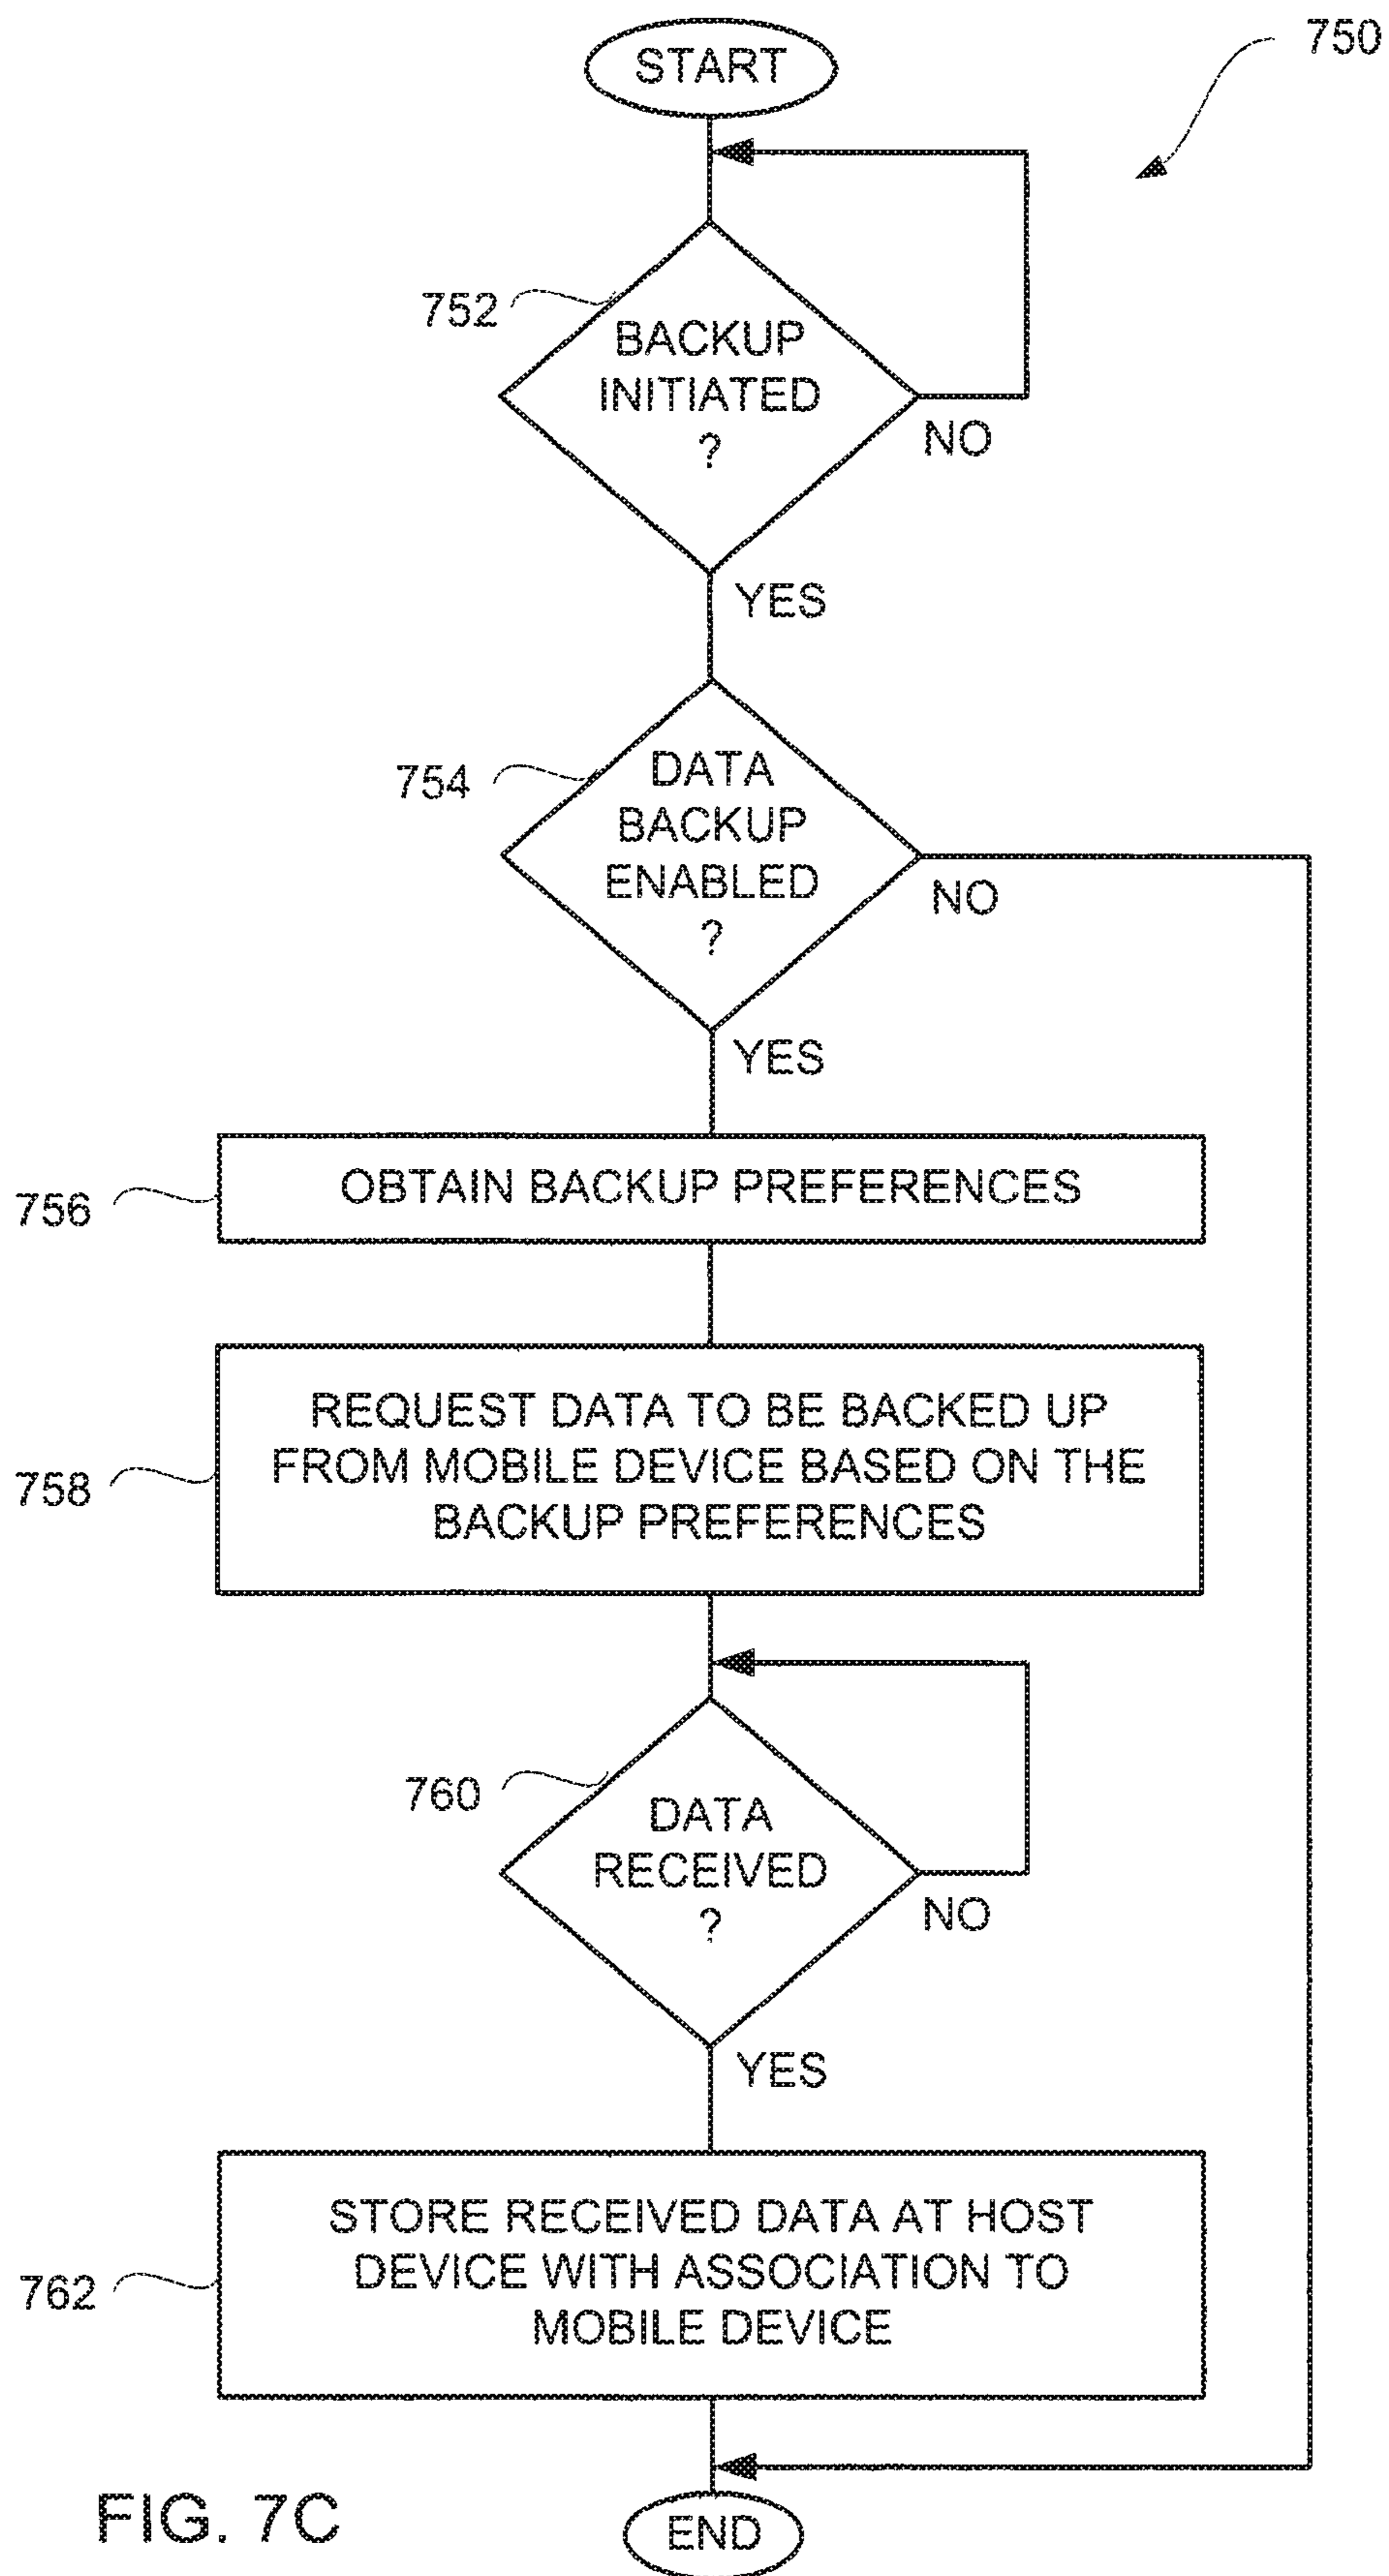 START
750
752
BACKUP
INITIATED
?
NO
YES
754
DATA
BACKUP
ENABLED
?
NO
YES
756
OBTAIN BACKUP PREFERENCES
758
REQUEST DATA TO BE BACKED UP
FROM MOBILE DEVICE BASED ON THE
BACKUP PREFERENCES
760
DATA
RECEIVED
?
NO
YES
762
STORE RECEIVED DATA AT HOST
DEVICE WITH ASSOCIATION TO
MOBILE DEVICE
FIG. 7C
END